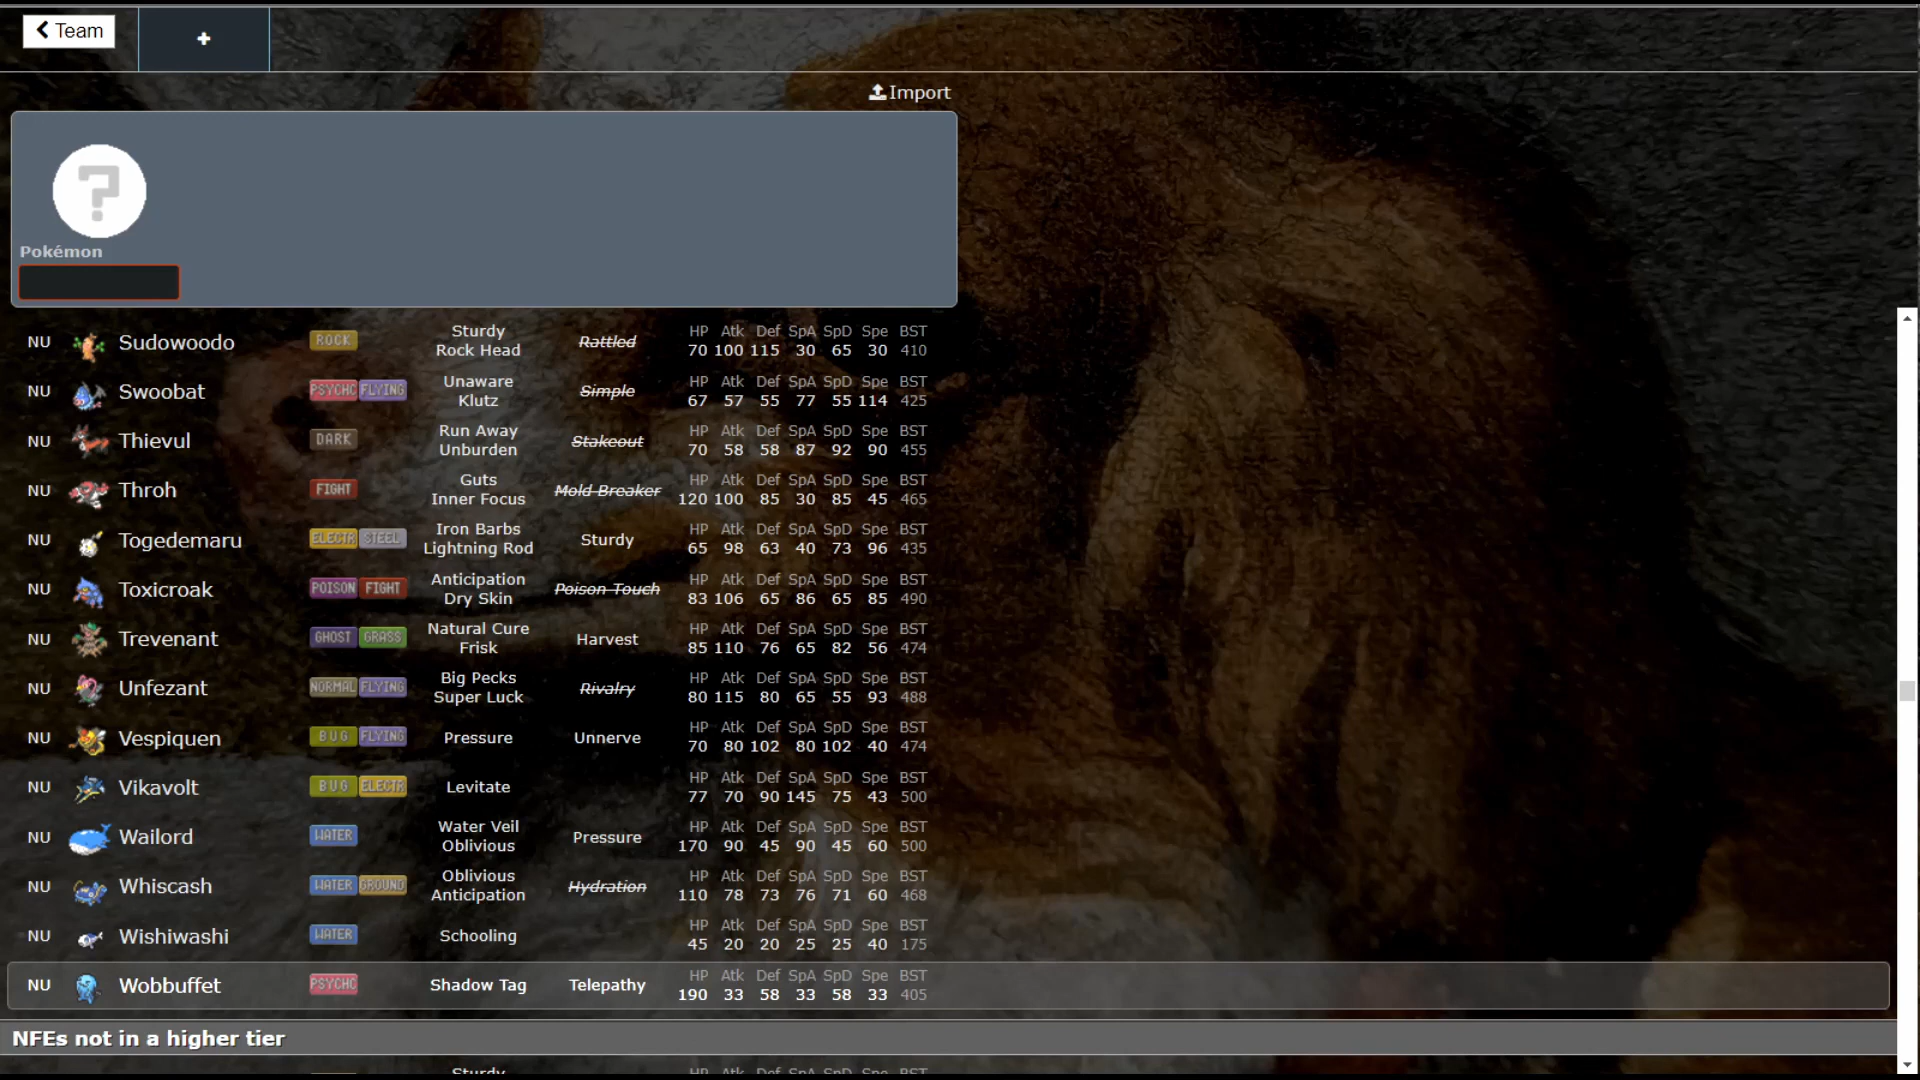 Team
+
Import
?
Pokémon
NU Sudowoodo ROCK Sturdy Rock Head Rattled HP 70 Atk 100 Def 115 SpA 30 SpD 65 Spe 30 BST 410
NU Swoobat PSYCHC FLYING Unaware Klutz Simple HP 67 Atk 57 Def 55 SpA 77 SpD 55 Spe 114 BST 425
NU Thievul DARK Run Away Unburden Stakeout HP 70 Atk 58 Def 58 SpA 87 SpD 92 Spe 90 BST 455
NU Throh FIGHT Guts Inner Focus Mold Breaker HP 120 Atk 100 Def 85 SpA 30 SpD 85 Spe 45 BST 465
NU Togedemaru ELECTR STEEL Iron Barbs Lightning Rod Sturdy HP 65 Atk 98 Def 63 SpA 40 SpD 73 Spe 96 BST 435
NU Toxicroak POISON FIGHT Anticipation Dry Skin Poison Touch HP 83 Atk 106 Def 65 SpA 86 SpD 65 Spe 85 BST 490
NU Trevenant GHOST GRASS Natural Cure Frisk Harvest HP 85 Atk 110 Def 76 SpA 65 SpD 82 Spe 56 BST 474
NU Unfezant NORMAL FLYING Big Pecks Super Luck Rivalry HP 80 Atk 115 Def 80 SpA 65 SpD 55 Spe 93 BST 488
NU Vespiquen BUG FLYING Pressure Unnerve HP 70 Atk 80 Def 102 SpA 80 SpD 102 Spe 40 BST 474
NU Vikavolt BUG ELECTR Levitate HP 77 Atk 70 Def 90 SpA 145 SpD 75 Spe 43 BST 500
NU Wailord WATER Water Veil Oblivious Pressure HP 170 Atk 90 Def 45 SpA 90 SpD 45 Spe 60 BST 500
NU Whiscash WATER GROUND Oblivious Anticipation Hydration HP 110 Atk 78 Def 73 SpA 76 SpD 71 Spe 60 BST 468
NU Wishiwashi WATER Schooling HP 45 Atk 20 Def 20 SpA 25 SpD 25 Spe 40 BST 175
NU Wobbuffet PSYCHC Shadow Tag Telepathy HP 190 Atk 33 Def 58 SpA 33 SpD 58 Spe 33 BST 405
NFEs not in a higher tier
Sturdy HP Atk Def SpA SpD Spe BST